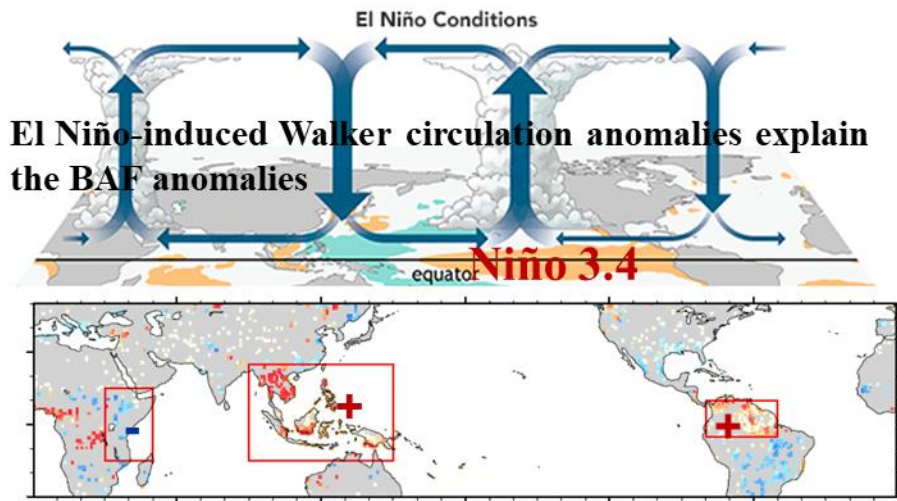 El Niño Conditions
El Niño-induced Walker circulation anomalies explain
the BAF anomalies
equator
Niño 3.4
-
+
+